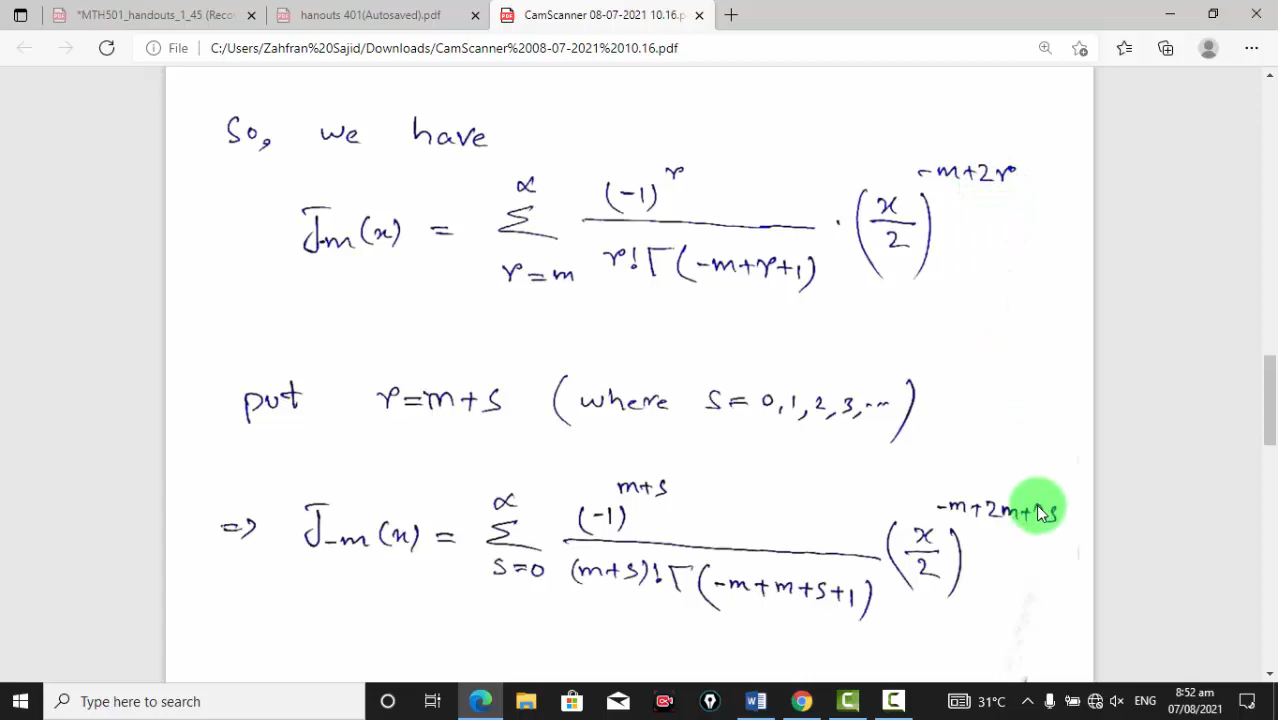 *MTH501_handouts_1_45 (Reco
hanouts 401(Autosaved).pdf
CamScanner 08-07-2021 10.16.p
File
C:/Users/Zahfran%20Sajid/Downloads/CamScanner%2008-07-2021%2010.16.pdf
So, we have
J-m(x) = Σ r=m ∝ (-1)^r / r!Γ(-m+r+1) · (x/2)^-m+2r
put r=m+s (where s= 0,1,2,3,...)
=> J-m(x) = Σ s=0 ∝ (-1)^m+s / (m+s)!Γ(-m+m+s+1) (x/2)^-m+2m+2s
Type here to search
31°C
ENG
8:52 am
07/08/2021